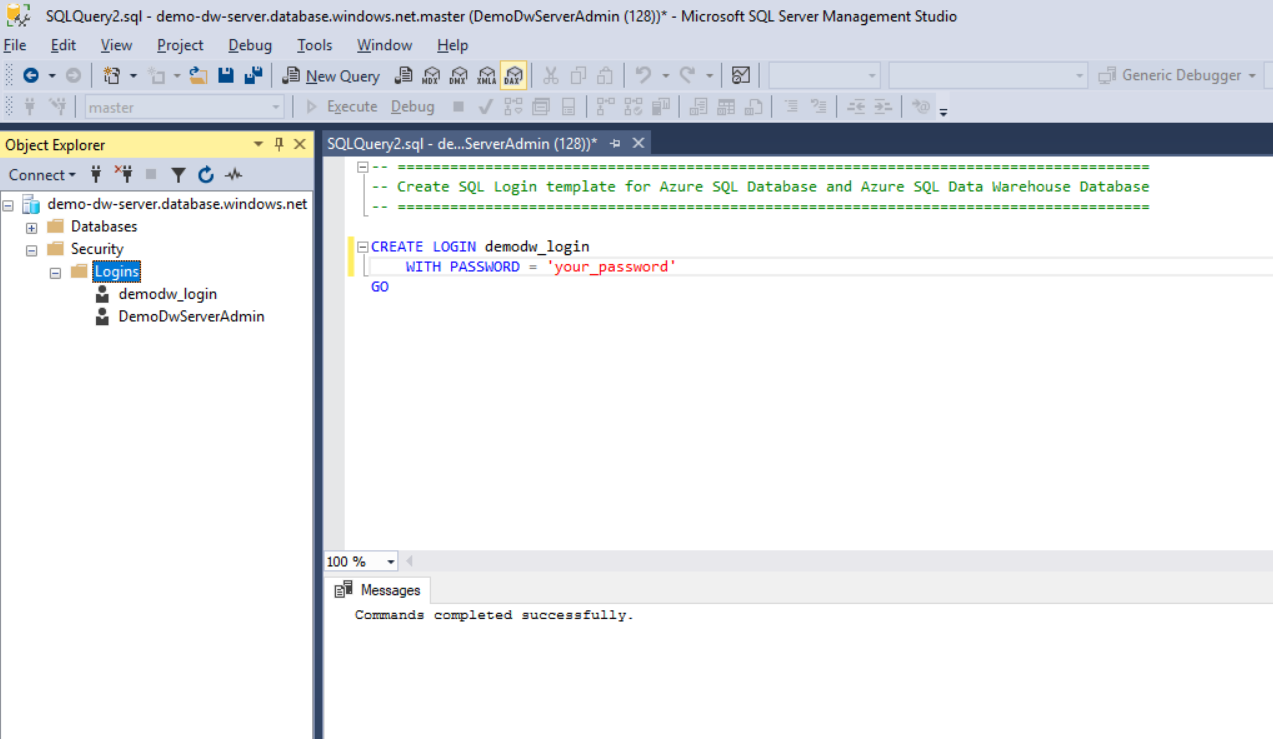 SQLQuery2.sql - demo-dw-server.database.windows.net.master (DemoDwServerAdmin (128))* - Microsoft SQL Server Management Studio
File Edit View Project Debug Tools Window Help
New Query MDX DMX XMLA DAX Generic Debugger
master Execute Debug
Object Explorer
Connect
demo-dw-server.database.windows.net
Databases
Security
Logins
demodw_login
DemoDwServerAdmin
SQLQuery2.sql - de...ServerAdmin (128))*
-- =======================================================================================
-- Create SQL Login template for Azure SQL Database and Azure SQL Data Warehouse Database
-- =======================================================================================
CREATE LOGIN demodw_login
WITH PASSWORD = 'your_password'
GO
100 %
Messages
Commands completed successfully.